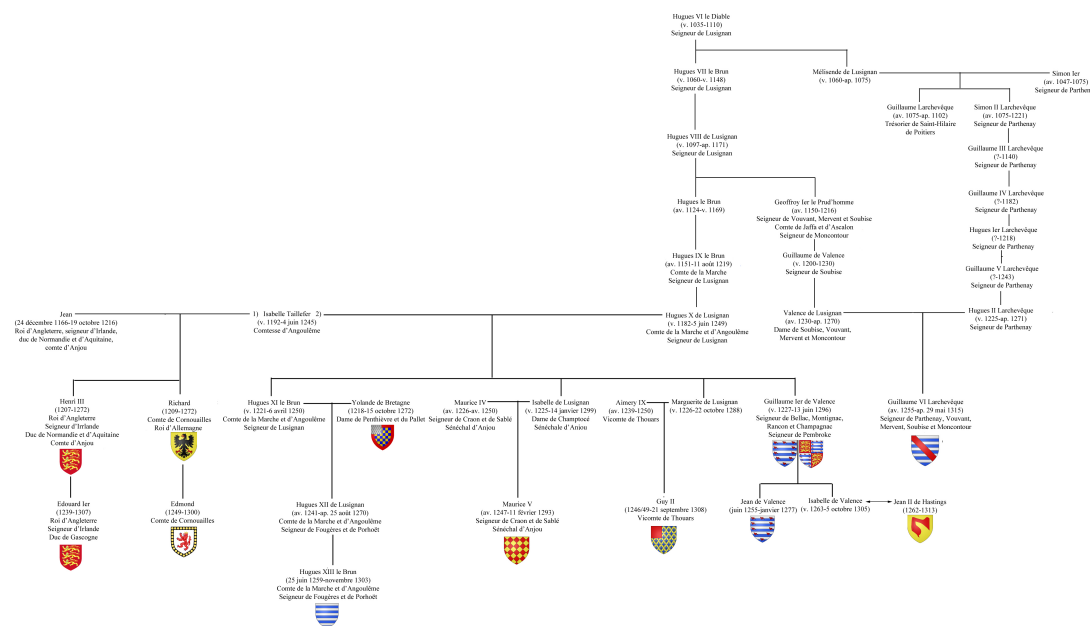 Hugues VI le Diable
(v. 1035-1110)
Seigneur de Lusignan
Hugues VII le Brun
(v. 1060-v. 1148)
Seigneur de Lusignan
Mélisende de Lusignan
(v. 1060-ap. 1075)
Simon Ier
(av. 1047-1075)
Seigneur de Parthen
Guillaume Larchevêque
(av. 1075-ap. 1102)
Trésorier de Saint-Hilaire
de Poitiers
Simon II Larchevêque
(av. 1075-1221)
Seigneur de Parthenay
Hugues VIII de Lusignan
(v. 1097-ap. 1171)
Seigneur de Lusignan
Guillaume III Larchevêque
(?-1140)
Seigneur de Parthenay
Hugues le Brun
(av. 1124-v. 1169)
Geoffroy Ier le Prud'homme
(av. 1150-1216)
Seigneur de Vouvant, Mervent et Soubise
Comte de Jaffa et d'Ascalon
Seigneur de Moncontour
Guillaume IV Larchevêque
(?-1182)
Seigneur de Parthenay
Hugues Ier Larchevêque
(?-1218)
Seigneur de Parthenay
Hugues IX le Brun
(av. 1151-11 août 1219)
Comte de la Marche
Seigneur de Lusignan
Guillaume de Valence
(v. 1200-1230)
Seigneur de Soubise
Guillaume V Larchevêque
(?-1243)
Seigneur de Parthenay
Jean
(24 décembre 1166-19 octobre 1216)
Roi d'Angleterre, seigneur d'Irlande,
duc de Normandie et d'Aquitaine,
comte d'Anjou
1) Isabelle Taillefer 2)
(v. 1192-4 juin 1245)
Comtesse d'Angoulême
Hugues X de Lusignan
(v. 1182-5 juin 1249)
Comte de la Marche et d'Angoulême
Seigneur de Lusignan
Valence de Lusignan
(av. 1230-ap. 1270)
Dame de Soubise, Vouvant,
Mervent et Moncontour
Hugues II Larchevêque
(v. 1225-ap. 1271)
Seigneur de Parthenay
Henri III
(1207-1272)
Roi d'Angleterre
Seigneur d'Irlande
Duc de Normandie et d'Aquitaine
Comte d'Anjou
Richard
(1209-1272)
Comte de Cornouailles
Roi d'Allemagne
Hugues XI le Brun
(v. 1221-6 avril 1250)
Comte de la Marche et d'Angoulême
Seigneur de Lusignan
Yolande de Bretagne
(1218-15 octobre 1272)
Dame de Penthièvre et du Pallet
Maurice IV
(av. 1226-av. 1250)
Seigneur de Craon et de Sablé
Sénéchal d'Anjou
Isabelle de Lusignan
(v. 1225-14 janvier 1299)
Dame de Champtocé
Sénéchale d'Anjou
Aimery IX
(av. 1239-1250)
Vicomte de Thouars
Marguerite de Lusignan
(v. 1226-22 octobre 1288)
Guillaume Ier de Valence
(v. 1227-13 juin 1296)
Seigneur de Bellac, Montignac,
Rancon et Champagnac
Seigneur de Pembroke
Guillaume VI Larchevêque
(av. 1255-ap. 29 mai 1315)
Seigneur de Parthenay, Vouvant,
Mervent, Soubise et Moncontour
Edouard Ier
(1239-1307)
Roi d'Angleterre
Seigneur d'Irlande
Duc de Gascogne
Edmond
(1249-1300)
Comte de Cornouailles
Hugues XII de Lusignan
(av. 1241-ap. 25 août 1270)
Comte de la Marche et d'Angoulême
Seigneur de Fougères et de Porhoët
Maurice V
(av. 1247-11 février 1293)
Seigneur de Craon et de Sablé
Sénéchal d'Anjou
Guy II
(1246/49-21 septembre 1308)
Vicomte de Thouars
Jean de Valence
(juin 1255-janvier 1277)
Isabelle de Valence
(v. 1263-5 octobre 1305)
Jean II de Hastings
(1262-1313)
Hugues XIII le Brun
(25 juin 1259-novembre 1303)
Comte de la Marche et d'Angoulême
Seigneur de Fougères et de Porhoët